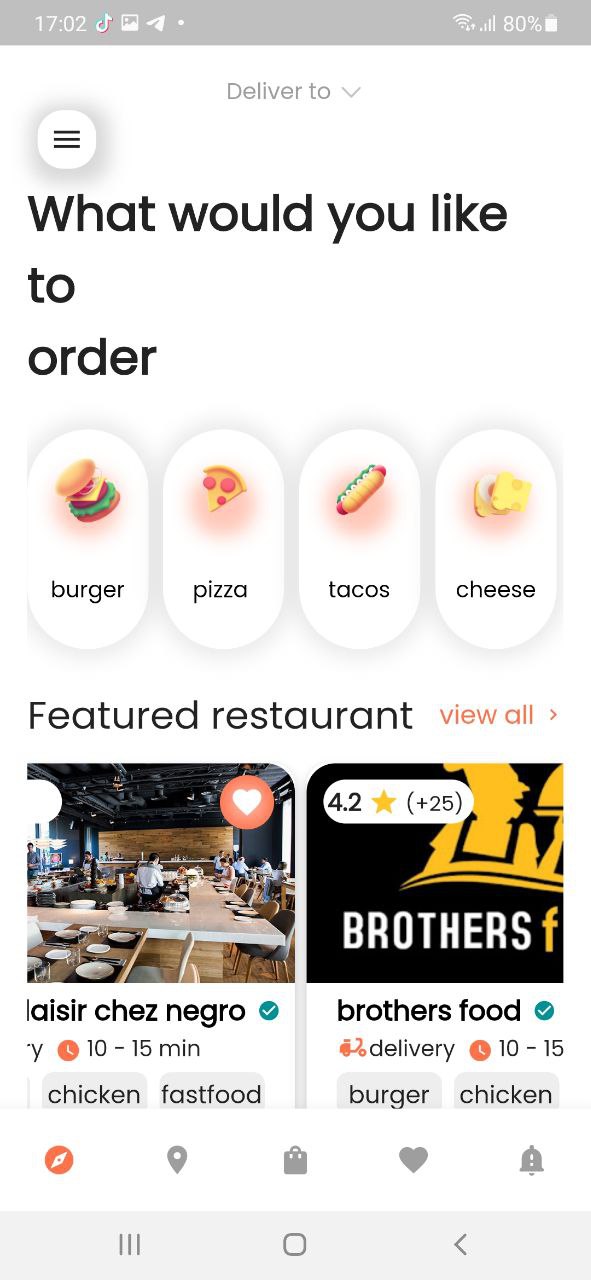 17:02
80%
Deliver to
What would you like
to
order
burger
pizza
tacos
cheese
Featured restaurant
view all
4.2 (+25)
BROTHERS f
laisir chez negro
brothers food
ry 10 - 15 min
delivery 10 - 15
chicken fastfood
burger chicken